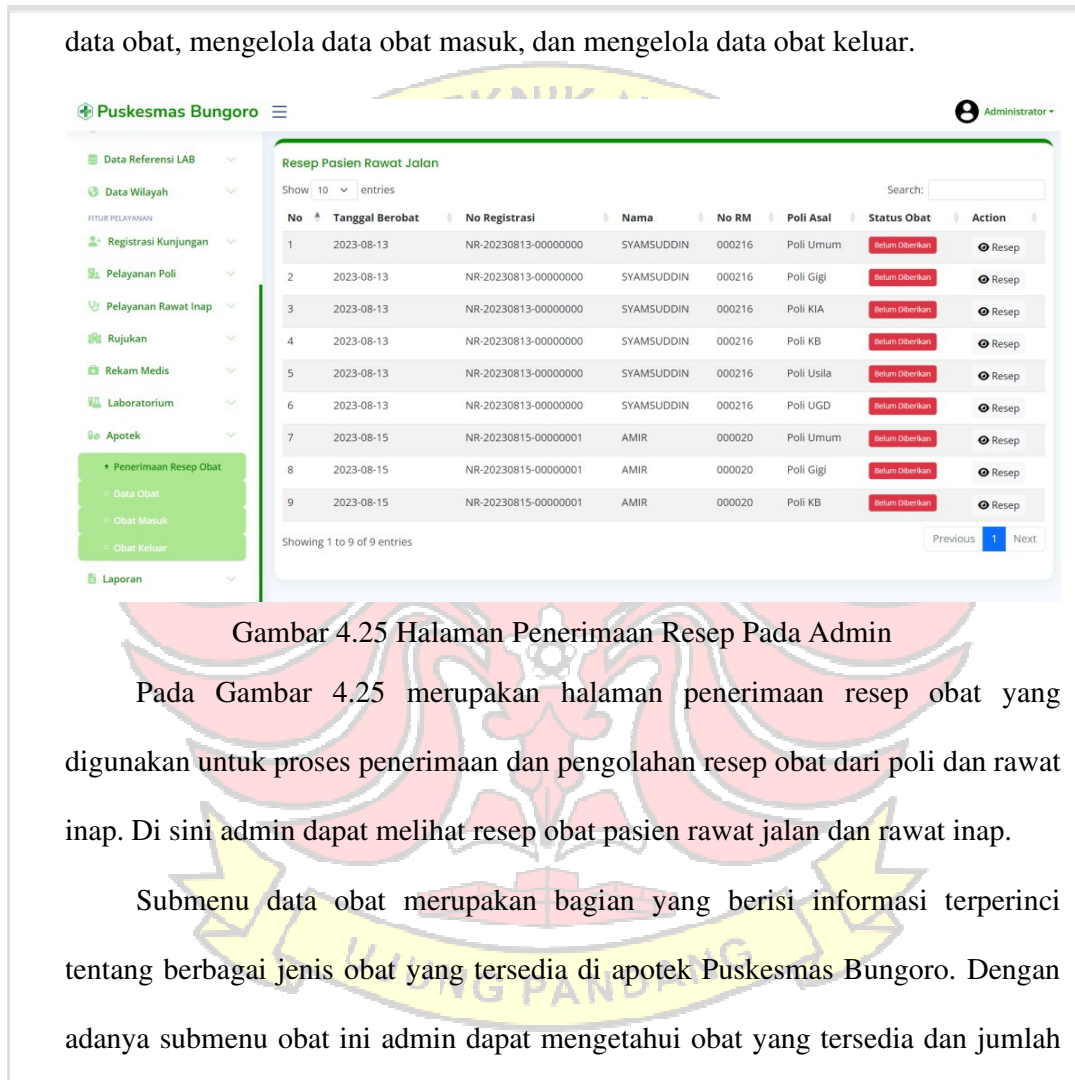 data obat, mengelola data obat masuk, dan mengelola data obat keluar.
Puskesmas Bungoro
Administrator
Data Referensi LAB
Data Wilayah
FITUR PELAYANAN
Registrasi Kunjungan
Pelayanan Poli
Pelayanan Rawat Inap
Rujukan
Rekam Medis
Laboratorium
Apotek
Penerimaan Resep Obat
Data Obat
Obat Masuk
Obat Keluar
Laporan
Resep Pasien Rawat Jalan
Show 10 entries Search:
No Tanggal Berobat No Registrasi Nama No RM Poli Asal Status Obat Action
1 2023-08-13 NR-20230813-00000000 SYAMSUDDIN 000216 Poli Umum Belum Diberikan Resep
2 2023-08-13 NR-20230813-00000000 SYAMSUDDIN 000216 Poli Gigi Belum Diberikan Resep
3 2023-08-13 NR-20230813-00000000 SYAMSUDDIN 000216 Poli KIA Belum Diberikan Resep
4 2023-08-13 NR-20230813-00000000 SYAMSUDDIN 000216 Poli KB Belum Diberikan Resep
5 2023-08-13 NR-20230813-00000000 SYAMSUDDIN 000216 Poli Usila Belum Diberikan Resep
6 2023-08-13 NR-20230813-00000000 SYAMSUDDIN 000216 Poli UGD Belum Diberikan Resep
7 2023-08-15 NR-20230815-00000001 AMIR 000020 Poli Umum Belum Diberikan Resep
8 2023-08-15 NR-20230815-00000001 AMIR 000020 Poli Gigi Belum Diberikan Resep
9 2023-08-15 NR-20230815-00000001 AMIR 000020 Poli KB Belum Diberikan Resep
Showing 1 to 9 of 9 entries Previous 1 Next
Gambar 4.25 Halaman Penerimaan Resep Pada Admin
Pada Gambar 4.25 merupakan halaman penerimaan resep obat yang
digunakan untuk proses penerimaan dan pengolahan resep obat dari poli dan rawat
inap. Di sini admin dapat melihat resep obat pasien rawat jalan dan rawat inap.
Submenu data obat merupakan bagian yang berisi informasi terperinci
tentang berbagai jenis obat yang tersedia di apotek Puskesmas Bungoro. Dengan
UJUNG PANDANG
adanya submenu obat ini admin dapat mengetahui obat yang tersedia dan jumlah